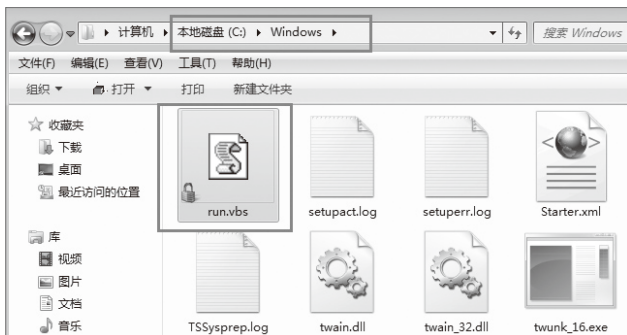 计算机 本地磁盘 (C:) Windows 搜索 Windows
文件(F) 编辑(E) 查看(V) 工具(T) 帮助(H)
组织 打开 打印 新建文件夹
收藏夹
下载
桌面
最近访问的位置
库
视频
图片
文档
音乐
run.vbs setupact.log setuperr.log Starter.xml
TSSysprep.log twain.dll twain_32.dll twunk_16.exe